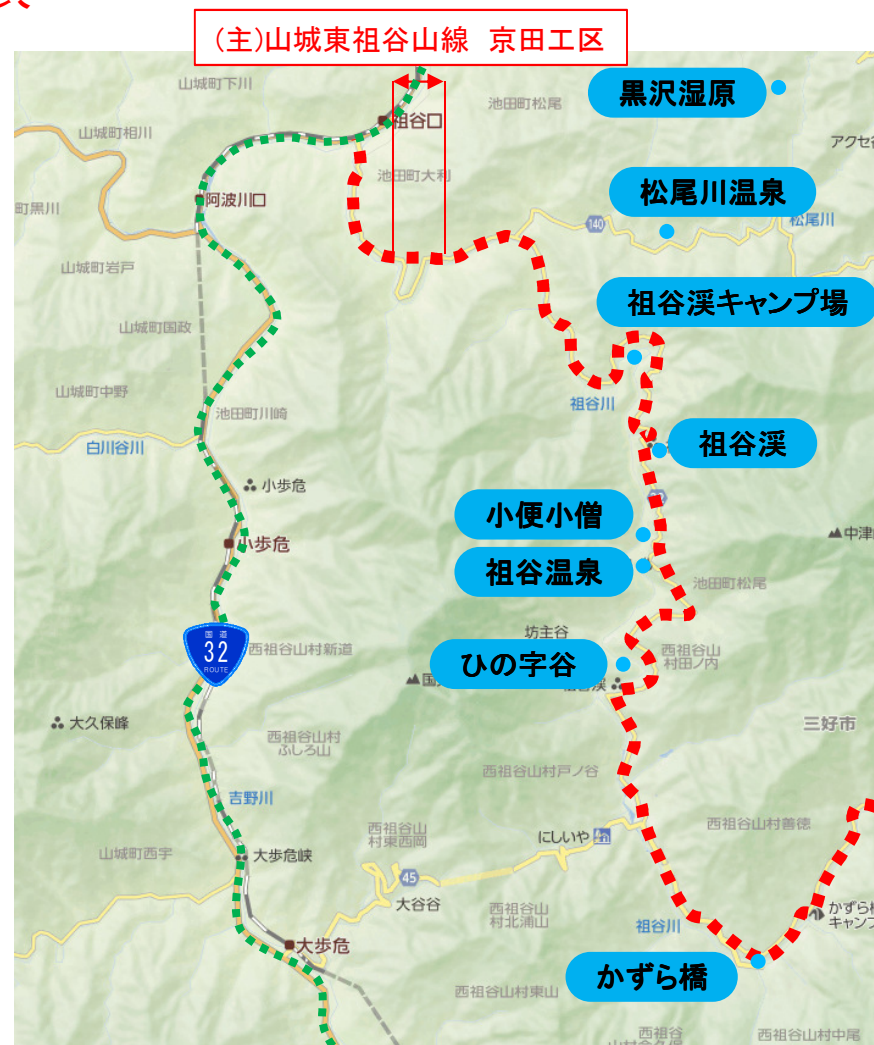 (主)山城東祖谷山線 京田工区
山城町下川
黒沢湿原
池田町松尾
祖谷口
山城町相川
アクセ
池田町大利
松尾川温泉
阿波川口
町黒川
140
松尾川
山城町岩戸
祖谷渓キャンプ場
山城町国政
山城町中野
祖谷川
池田町川崎
白川谷川
祖谷渓
小歩危
小便小僧
小歩危
中津
祖谷温泉
池田町松尾
国道
32
ROUTE
坊主谷
西祖谷山村新道
西祖谷山
村田ノ内
ひの字谷
国
大久保峰
三好市
西祖谷山村
ふしろ山
西祖谷山村戸ノ谷
吉野川
西祖谷山
村東西岡
にしいや
西祖谷山村善徳
山城町西宇
大歩危峡
45
大谷谷
西祖谷山
村北浦山
かずら橋
キャンプ
祖谷川
大歩危
かずら橋
西祖谷山村東山
西祖谷
西祖谷山村中尾